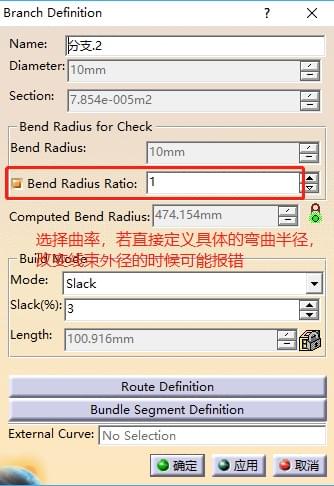 Branch Definition
Name: 分支.2
Diameter: 10mm
Section: 7.854e-005m2
Bend Radius for Check
Bend Radius: 10mm
Bend Radius Ratio: 1
Computed Bend Radius: 474.154mm
选择曲率，若直接定义具体的弯曲半径，
改变线束外径的时候可能报错
Build Mode
Mode: Slack
Slack(%): 3
Length: 100.916mm
Route Definition
Bundle Segment Definition
External Curve: No Selection
确定 应用 取消